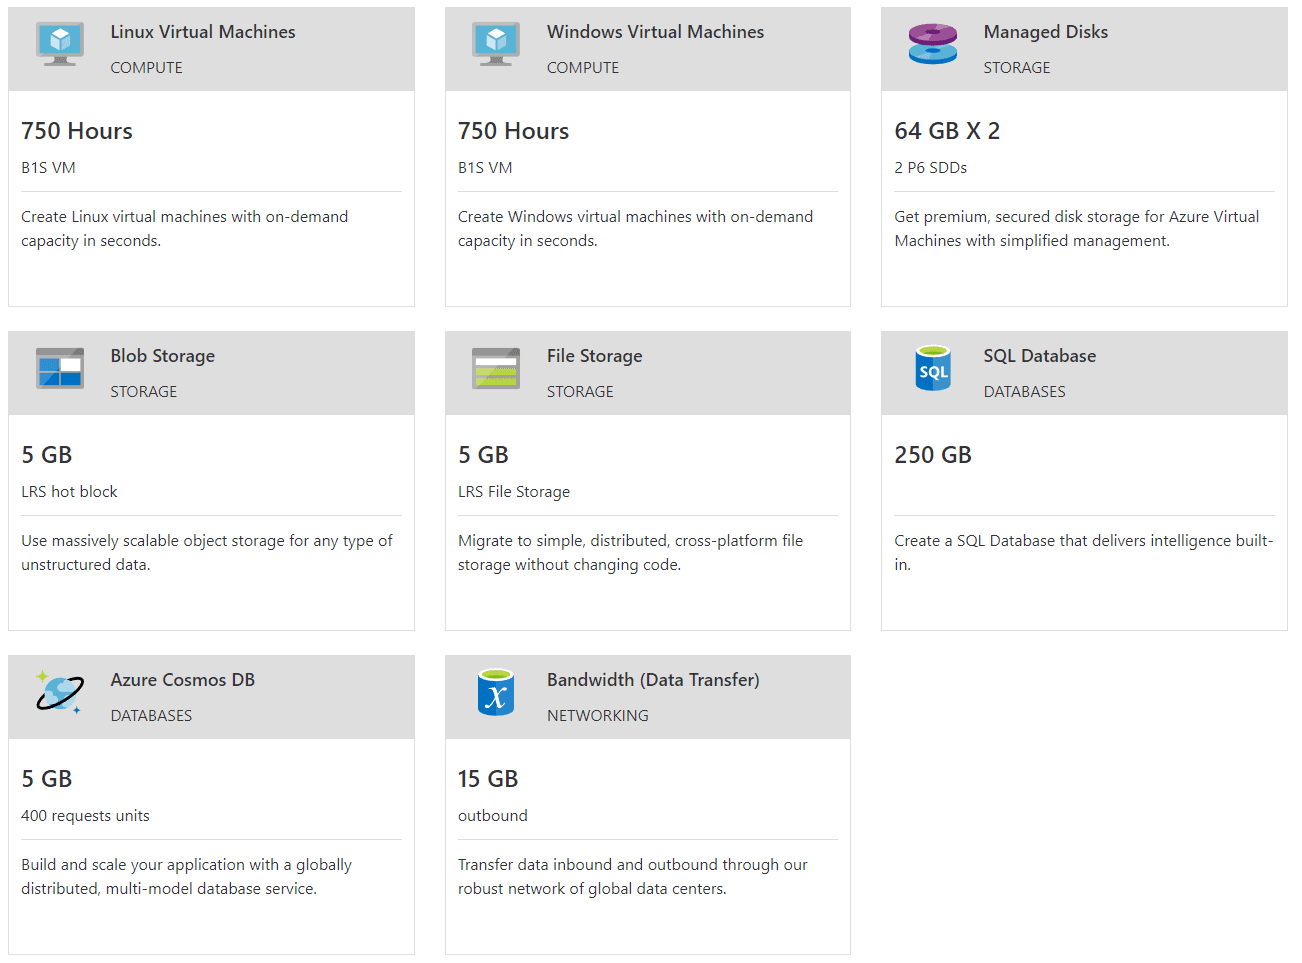 Linux Virtual Machines
COMPUTE
750 Hours
B1S VM
Create Linux virtual machines with on-demand
capacity in seconds.
Windows Virtual Machines
COMPUTE
750 Hours
B1S VM
Create Windows virtual machines with on-demand
capacity in seconds.
Managed Disks
STORAGE
64 GB X 2
2 P6 SDDs
Get premium, secured disk storage for Azure Virtual
Machines with simplified management.
Blob Storage
STORAGE
5 GB
LRS hot block
Use massively scalable object storage for any type of
unstructured data.
File Storage
STORAGE
5 GB
LRS File Storage
Migrate to simple, distributed, cross-platform file
storage without changing code.
SQL
SQL Database
DATABASES
250 GB
Create a SQL Database that delivers intelligence built-
in.
Azure Cosmos DB
DATABASES
5 GB
400 requests units
Build and scale your application with a globally
distributed, multi-model database service.
X
Bandwidth (Data Transfer)
NETWORKING
15 GB
outbound
Transfer data inbound and outbound through our
robust network of global data centers.